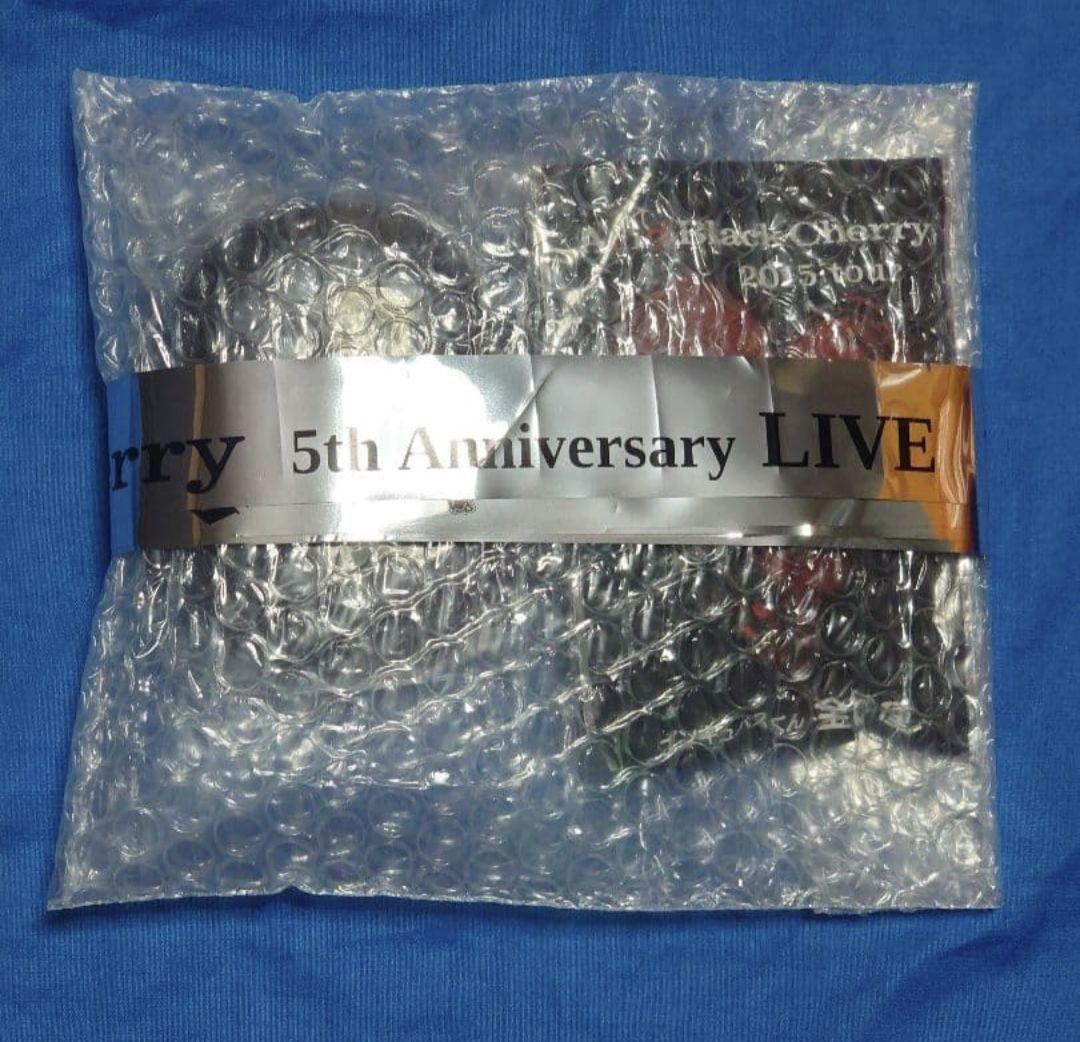 Black Cherry
2015 tour
rry 5th Anniversary LIVE